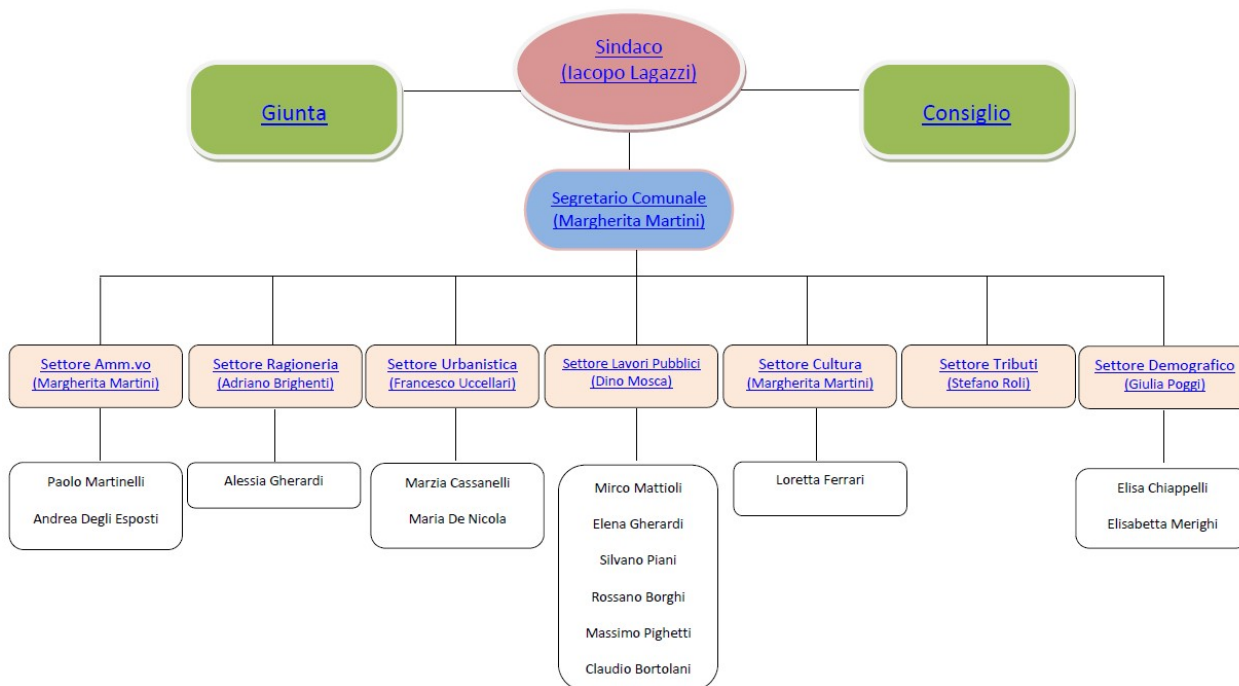 Sindaco
(Iacopo Lagazzi)
Giunta
Consiglio
Segretario Comunale
(Margherita Martini)
Settore Amm.vo
(Margherita Martini)
Settore Ragioneria
(Adriano Brighenti)
Settore Urbanistica
(Francesco Uccellari)
Settore Lavori Pubblici
(Dino Mosca)
Settore Cultura
(Margherita Martini)
Settore Tributi
(Stefano Roli)
Settore Demografico
(Giulia Poggi)
Paolo Martinelli
Andrea Degli Esposti
Alessia Gherardi
Marzia Cassanelli
Maria De Nicola
Mirco Mattioli
Elena Gherardi
Silvano Piani
Rossano Borghi
Massimo Pighetti
Claudio Bortolani
Loretta Ferrari
Elisa Chiappelli
Elisabetta Merighi